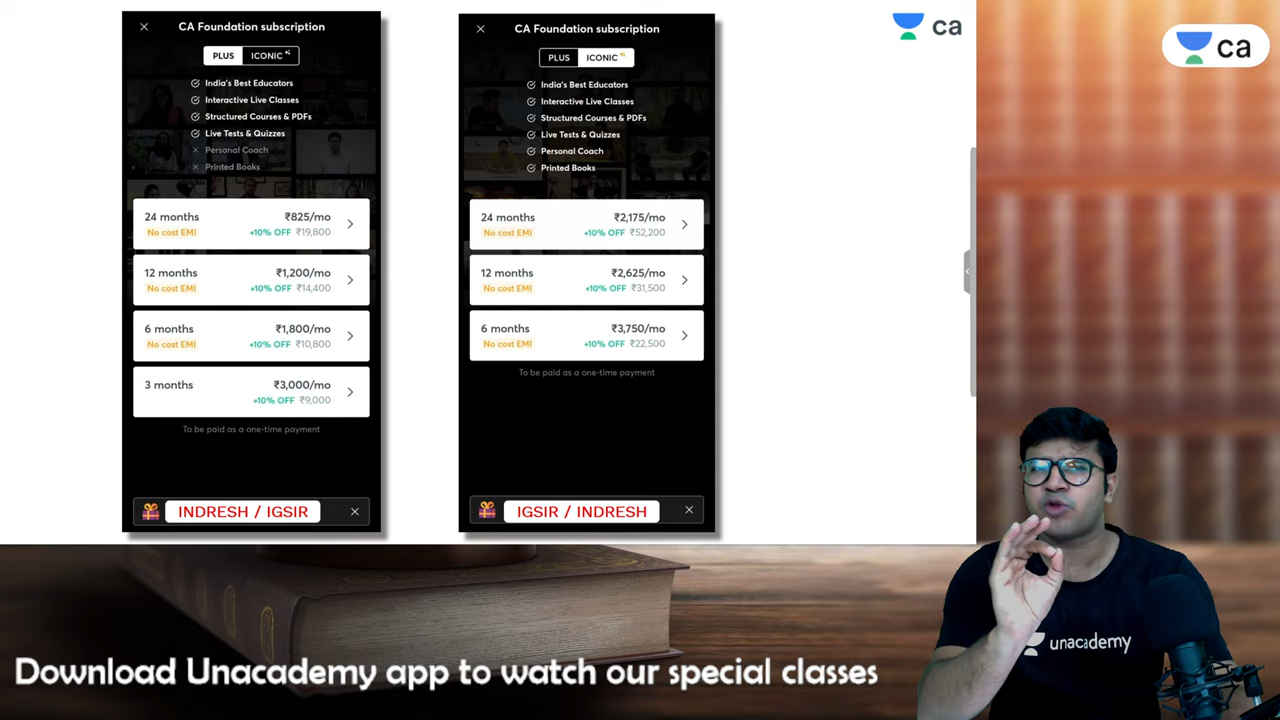 CA Foundation subscription
PLUS ICONIC
India's Best Educators
Interactive Live Classes
Structured Courses & PDFs
Live Tests & Quizzes
Personal Coach
Printed Books
24 months ₹825/mo
No cost EMI +10% OFF ₹19,800
12 months ₹1,200/mo
No cost EMI +10% OFF ₹14,400
6 months ₹1,800/mo
No cost EMI +10% OFF ₹10,800
3 months ₹3,000/mo
+10% OFF ₹9,000
To be paid as a one-time payment
INDRESH / IGSIR
CA Foundation subscription
PLUS ICONIC
India's Best Educators
Interactive Live Classes
Structured Courses & PDFs
Live Tests & Quizzes
Personal Coach
Printed Books
24 months ₹2,175/mo
No cost EMI +10% OFF ₹52,200
12 months ₹2,625/mo
No cost EMI +10% OFF ₹31,500
6 months ₹3,750/mo
No cost EMI +10% OFF ₹22,500
To be paid as a one-time payment
IGSIR / INDRESH
ca
ca
unacademy
Download Unacademy app to watch our special classes